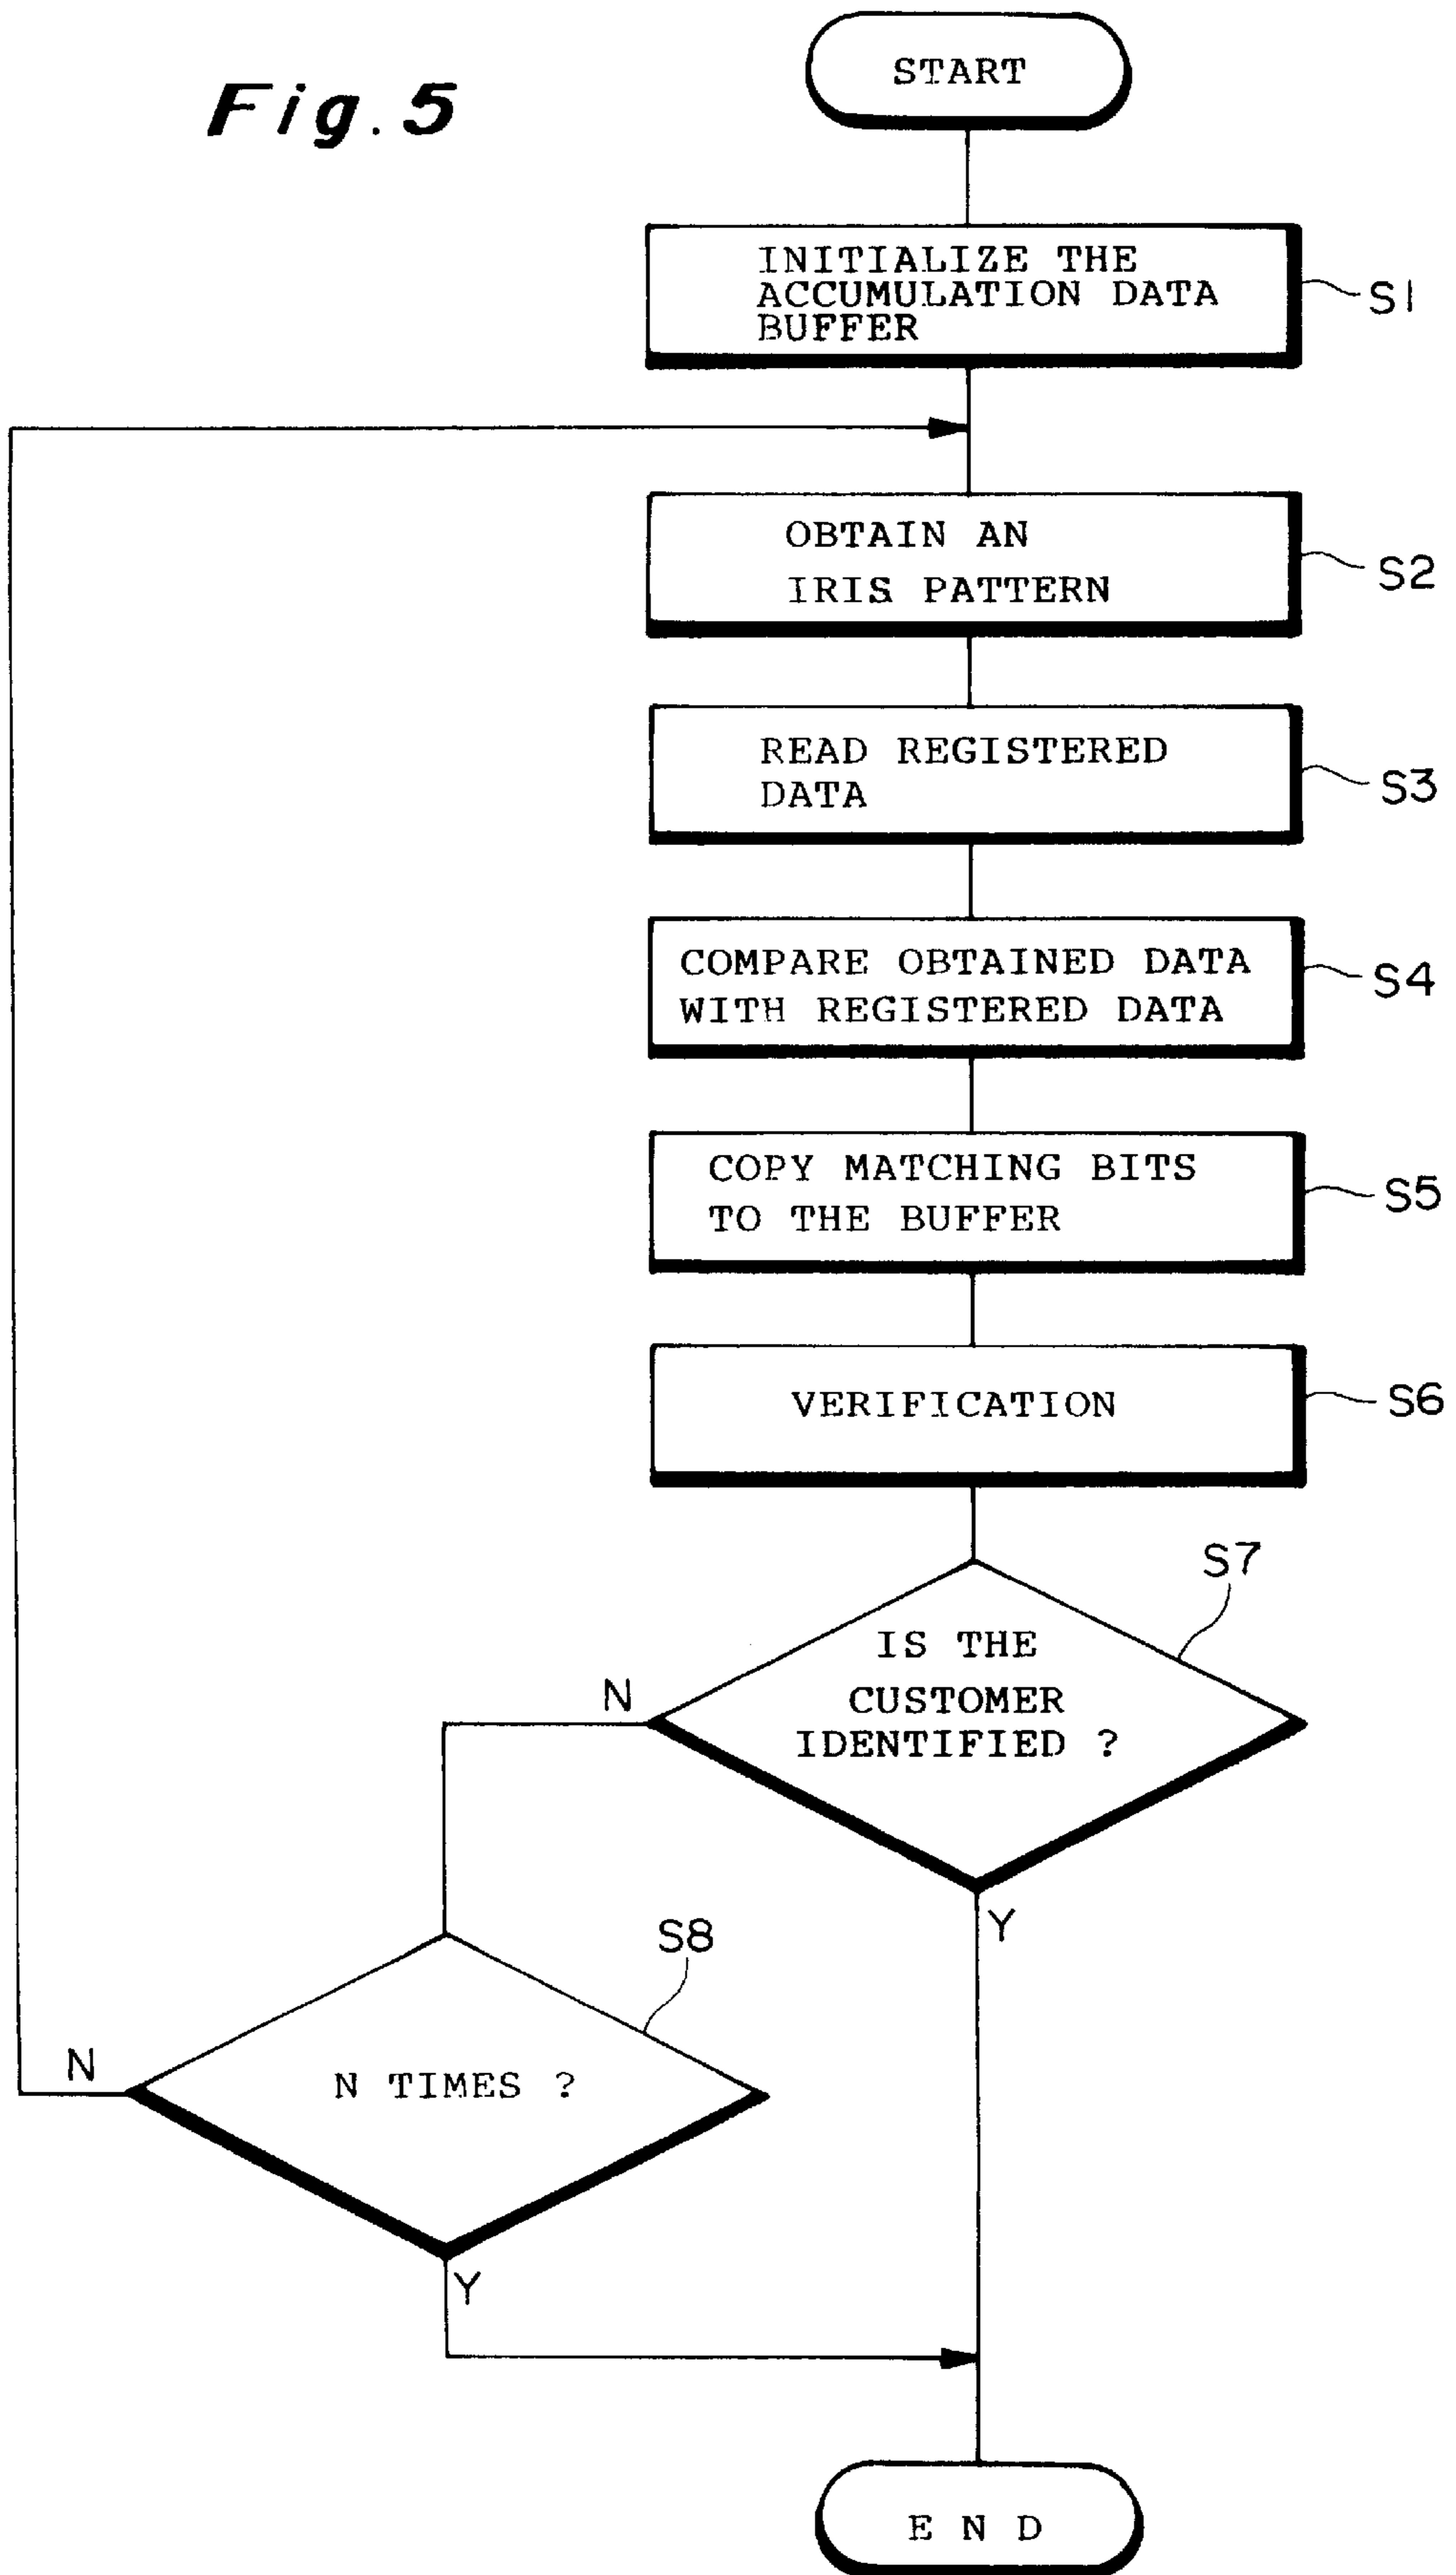 Fig. 5
START
INITIALIZE THE
ACCUMULATION DATA
BUFFER
S1
OBTAIN AN
IRIS PATTERN
S2
READ REGISTERED
DATA
S3
COMPARE OBTAINED DATA
WITH REGISTERED DATA
S4
COPY MATCHING BITS
TO THE BUFFER
S5
VERIFICATION
S6
S7
IS THE
CUSTOMER
IDENTIFIED ?
N
Y
S8
N TIMES ?
N
Y
E N D